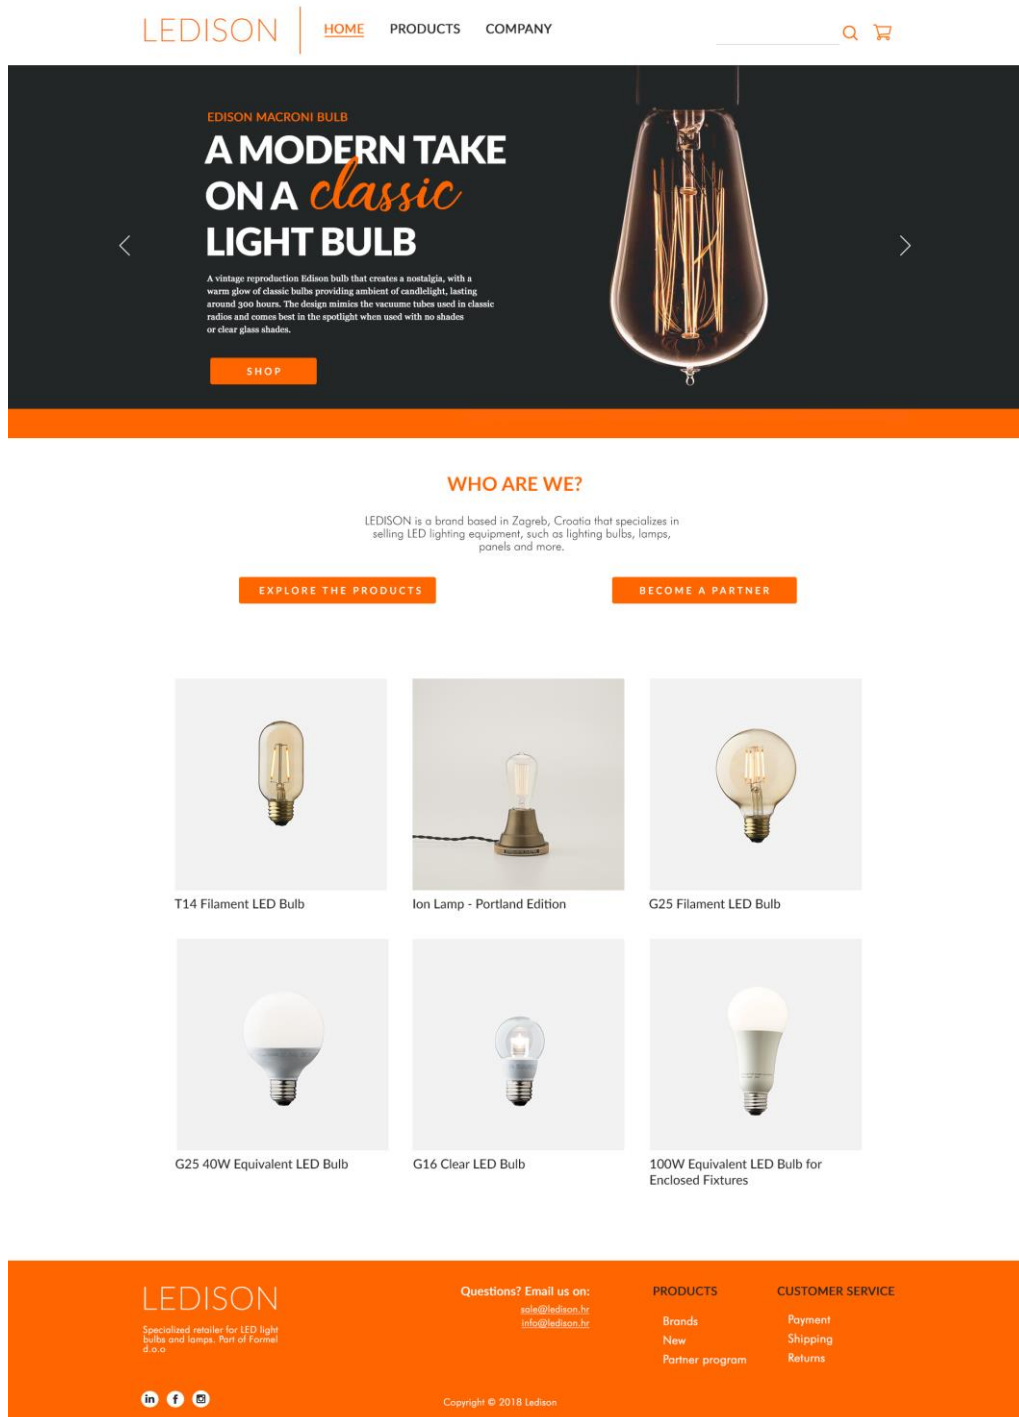 LEDISON
HOME
PRODUCTS
COMPANY
EDISON MACRONI BULB
A MODERN TAKE
ON A classic
LIGHT BULB
A vintage reproduction Edison bulb that creates a nostalgia, with a
warm glow of classic bulbs providing ambient of candlelight, lasting
around 300 hours. The design mimics the vacuume tubes used in classic
radios and comes best in the spotlight when used with no shades
or clear glass shades.
SHOP
WHO ARE WE?
LEDISON is a brand based in Zagreb, Croatia that specializes in
selling LED lighting equipment, such as lighting bulbs, lamps,
panels and more.
EXPLORE THE PRODUCTS
BECOME A PARTNER
T14 Filament LED Bulb
Ion Lamp - Portland Edition
G25 Filament LED Bulb
G25 40W Equivalent LED Bulb
G16 Clear LED Bulb
100W Equivalent LED Bulb for
Enclosed Fixtures
LEDISON
Specialized retailer for LED light
bulbs and lamps. Part of Formel
d.o.o
Questions? Email us on:
sale@ledison.hr
info@ledison.hr
PRODUCTS
Brands
New
Partner program
CUSTOMER SERVICE
Payment
Shipping
Returns
in f
Copyright © 2018 Ledison